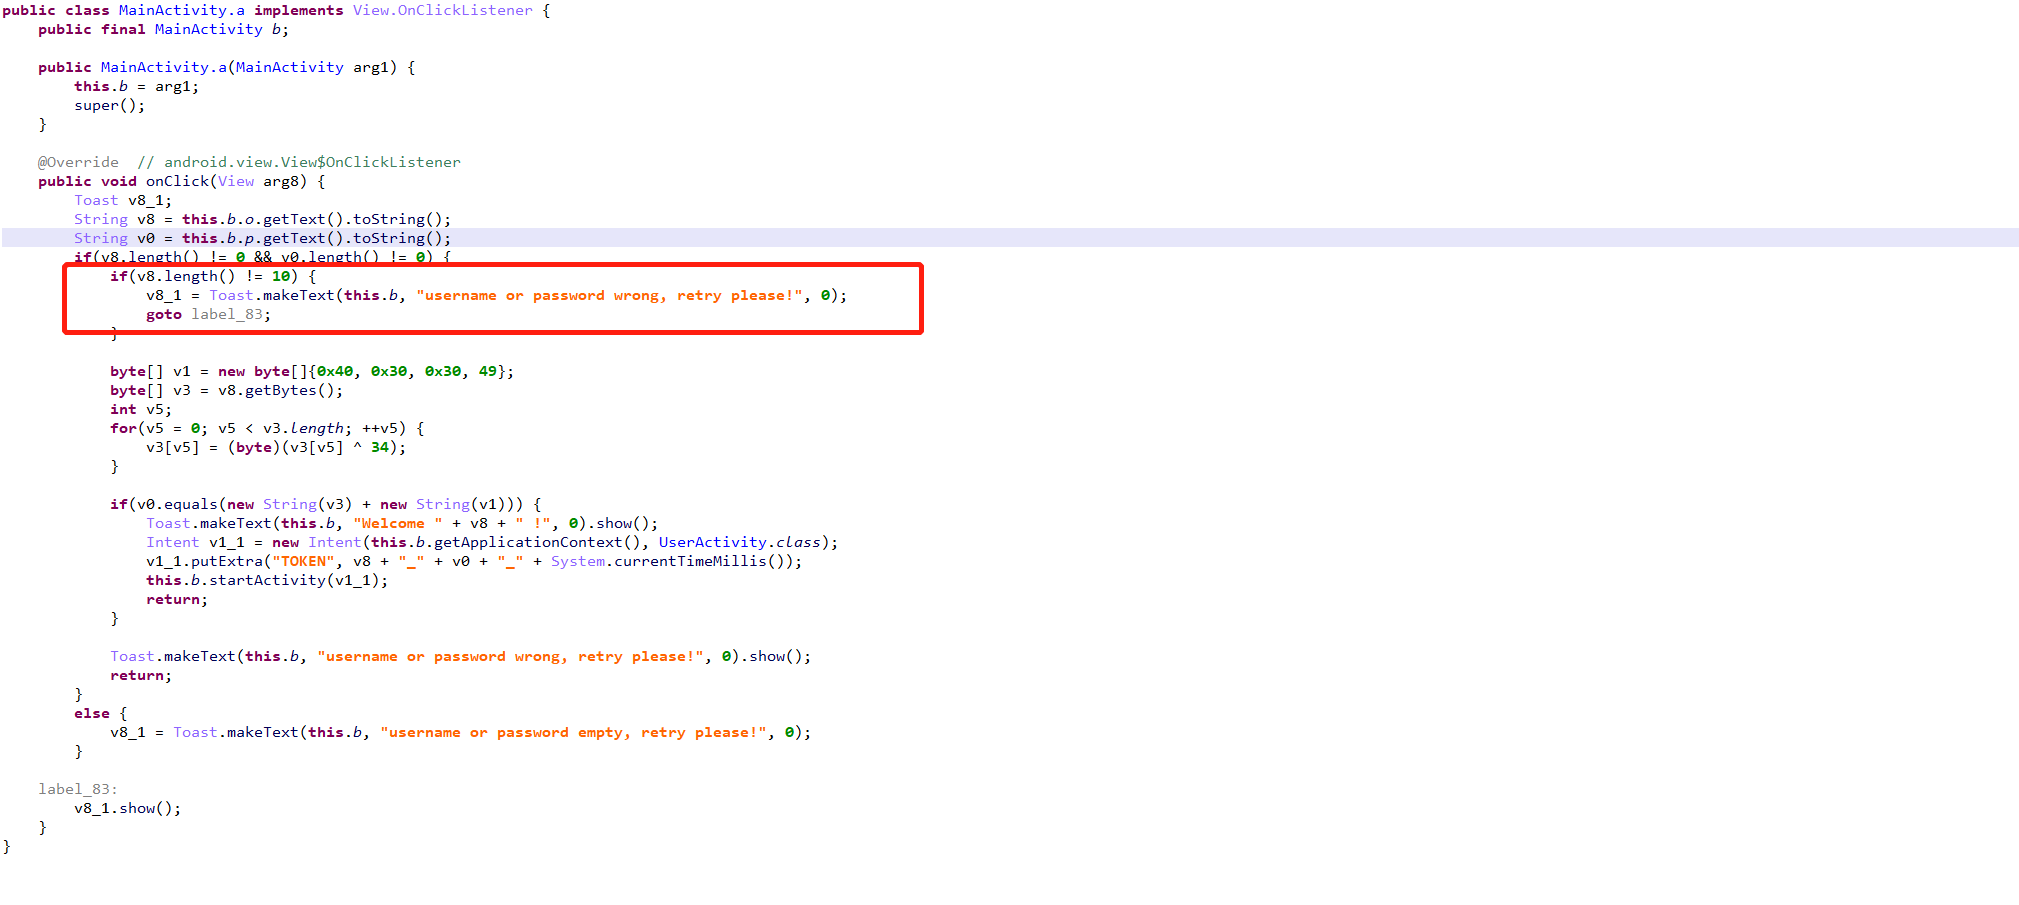 public class MainActivity.a implements View.OnClickListener {
    public final MainActivity b;

    public MainActivity.a(MainActivity arg1) {
        this.b = arg1;
        super();
    }

    @Override  // android.view.View$OnClickListener
    public void onClick(View arg8) {
        Toast v8_1;
        String v8 = this.b.o.getText().toString();
        String v0 = this.b.p.getText().toString();
        if(v8.length() != 0 && v0.length() != 0) {
            if(v8.length() != 10) {
                v8_1 = Toast.makeText(this.b, "username or password wrong, retry please!", 0);
                goto label_83;
            }

            byte[] v1 = new byte[]{0x40, 0x30, 0x30, 49};
            byte[] v3 = v8.getBytes();
            int v5;
            for(v5 = 0; v5 < v3.length; ++v5) {
                v3[v5] = (byte)(v3[v5] ^ 34);
            }

            if(v0.equals(new String(v3) + new String(v1))) {
                Toast.makeText(this.b, "Welcome " + v8 + " !", 0).show();
                Intent v1_1 = new Intent(this.b.getApplicationContext(), UserActivity.class);
                v1_1.putExtra("TOKEN", v8 + "_" + v0 + "_" + System.currentTimeMillis());
                this.b.startActivity(v1_1);
                return;
            }

            Toast.makeText(this.b, "username or password wrong, retry please!", 0).show();
            return;
        }
        else {
            v8_1 = Toast.makeText(this.b, "username or password empty, retry please!", 0);
        }

    label_83:
        v8_1.show();
    }
}